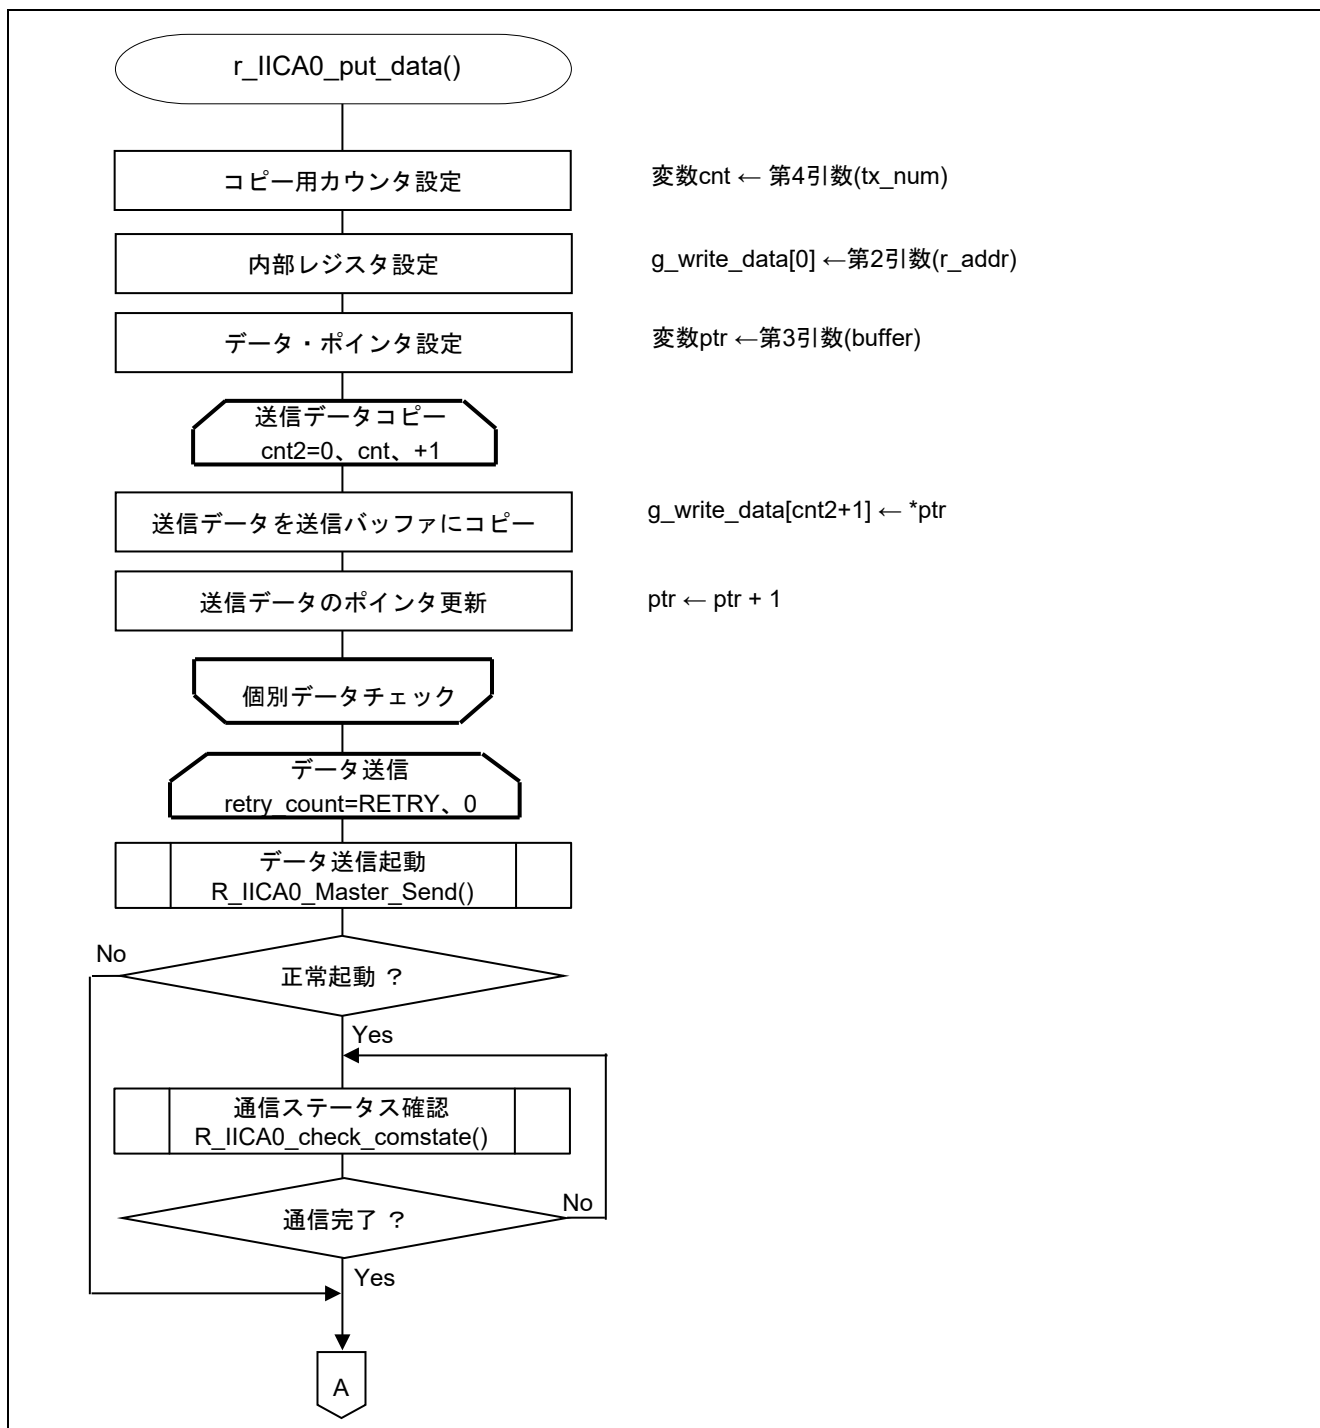 r_IICA0_put_data()
コピー用カウンタ設定
変数cnt ← 第4引数(tx_num)
内部レジスタ設定
g_write_data[0] ←第2引数(r_addr)
データ・ポインタ設定
変数ptr ←第3引数(buffer)
送信データコピー
cnt2=0、cnt、+1
送信データを送信バッファにコピー
g_write_data[cnt2+1] ← *ptr
送信データのポインタ更新
ptr ← ptr + 1
個別データチェック
データ送信
retry_count=RETRY、0
データ送信起動
R_IICA0_Master_Send()
No
正常起動 ？
Yes
通信ステータス確認
R_IICA0_check_comstate()
通信完了 ？
No
Yes
A